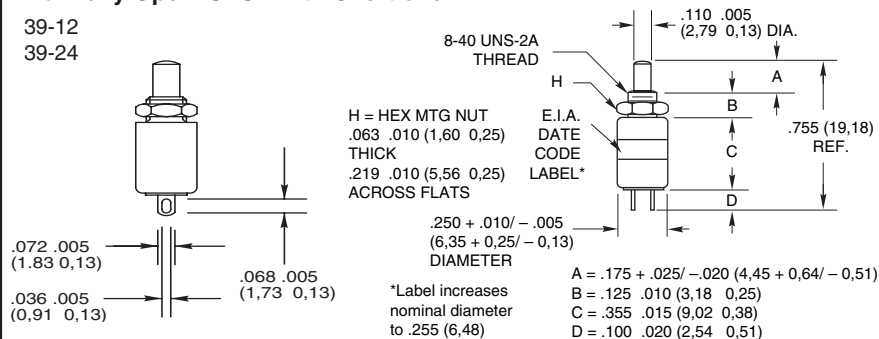 39-12
39-24
8-40 UNS-2A
THREAD
H
.110 .005
(2,79 0,13) DIA.
A
B
C
D
.755 (19,18)
REF.
H = HEX MTG NUT
.063 .010 (1,60 0,25)
THICK
.219 .010 (5,56 0,25)
ACROSS FLATS
E.I.A.
DATE
CODE
LABEL*
.250 + .010/ – .005
(6,35 + 0,25/ – 0,13)
DIAMETER
.072 .005
(1.83 0,13)
.036 .005
(0,91 0,13)
.068 .005
(1,73 0,13)
*Label increases
nominal diameter
to .255 (6,48)
A = .175 + .025/ –.020 (4,45 + 0,64/ – 0,51)
B = .125 .010 (3,18 0,25)
C = .355 .015 (9,02 0,38)
D = .100 .020 (2,54 0,51)